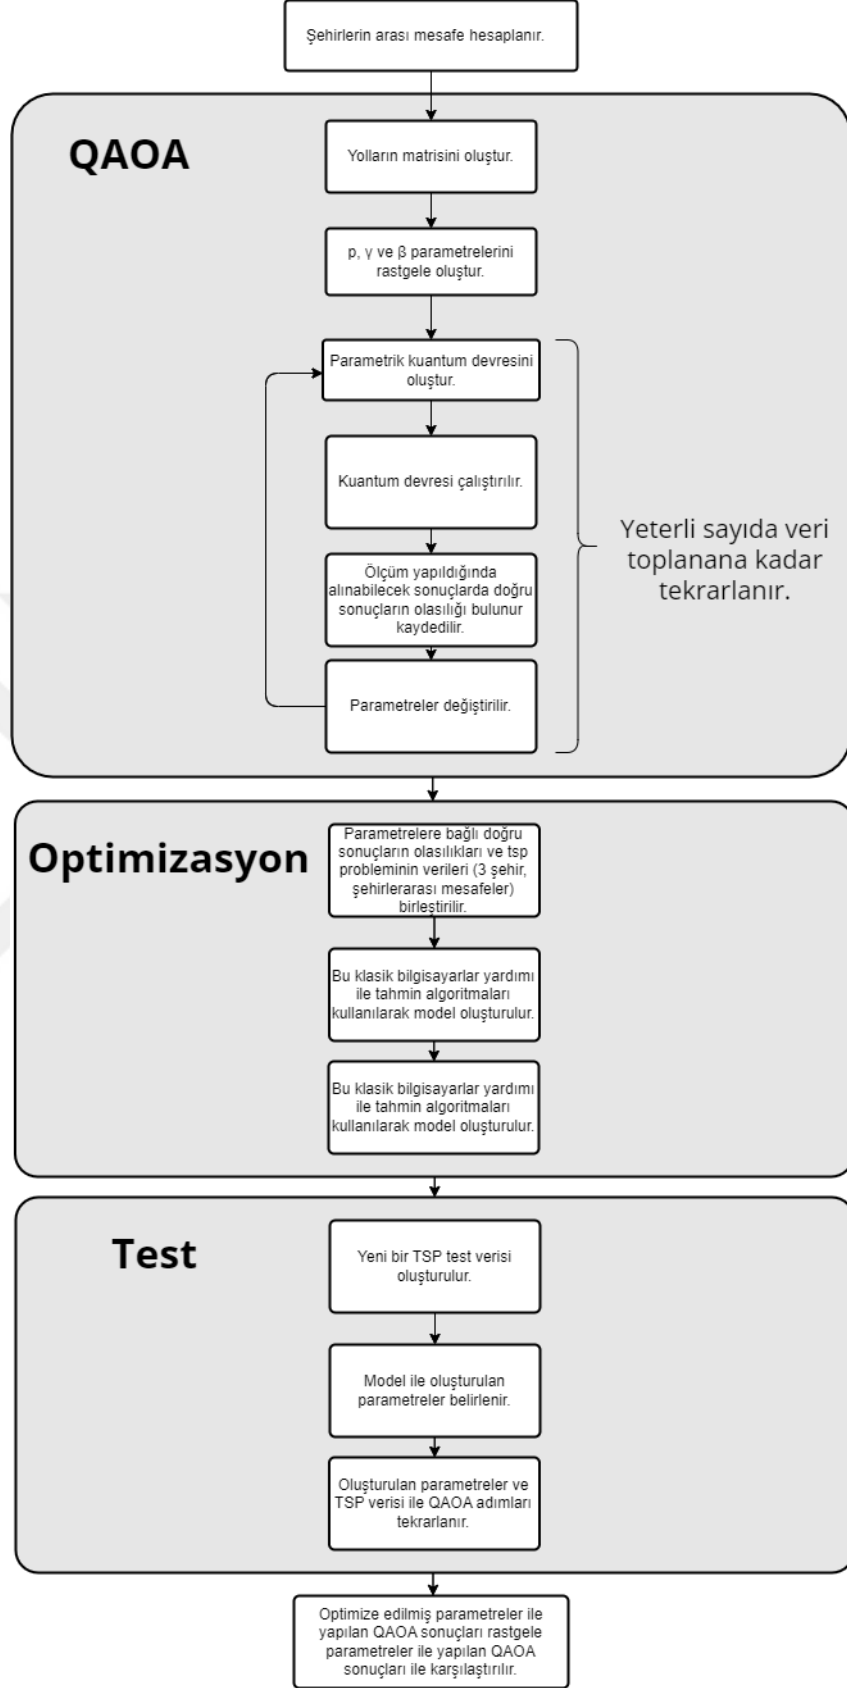 Şehirlerin arası mesafe hesaplanır.
QAOA
Yolların matrisini oluştur.
p, γ ve β parametrelerini
rastgele oluştur.
Parametrik kuantum devresini
oluştur.
Kuantum devresi çalıştırılır.
Ölçüm yapıldığında
alınabilecek sonuçlarda doğru
sonuçların olasılığı bulunur
kaydedilir.
Parametreler değiştirilir.
Yeterli sayıda veri
toplanana kadar
tekrarlanır.
Optimizasyon
Parametrelere bağlı doğru
sonuçların olasılıkları ve tsp
probleminin verileri (3 şehir,
şehirlerarası mesafeler)
birleştirilir.
Bu klasik bilgisayarlar yardımı
ile tahmin algoritmaları
kullanılarak model oluşturulur.
Bu klasik bilgisayarlar yardımı
ile tahmin algoritmaları
kullanılarak model oluşturulur.
Test
Yeni bir TSP test verisi
oluşturulur.
Model ile oluşturulan
parametreler belirlenir.
Oluşturulan parametreler ve
TSP verisi ile QAOA adımları
tekrarlanır.
Optimize edilmiş parametreler ile
yapılan QAOA sonuçları rastgele
parametreler ile yapılan QAOA
sonuçları ile karşılaştırılır.